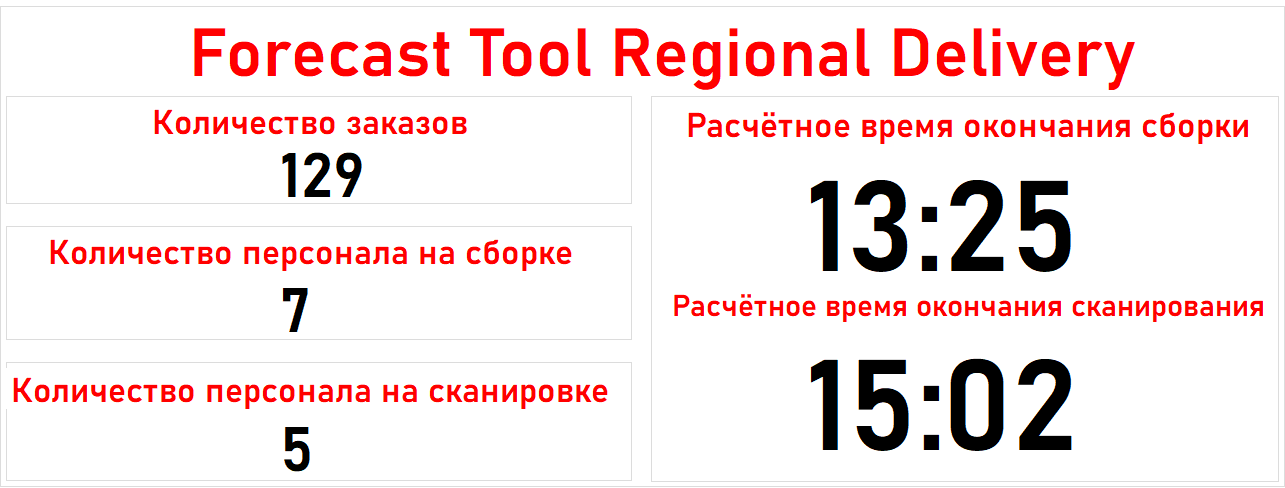 Forecast Tool Regional Delivery
Количество заказов
129
Количество персонала на сборке
7
Количество персонала на сканировке
5
Расчётное время окончания сборки
13:25
Расчётное время окончания сканирования
15:02